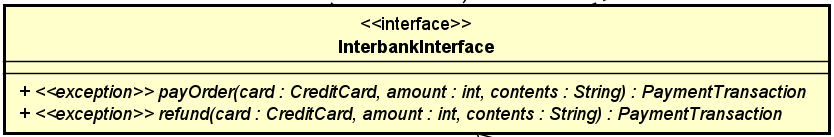 <<interface>>
InterbankInterface
+ <<exception>> payOrder(card : CreditCard, amount : int, contents : String) : PaymentTransaction
+ <<exception>> refund(card : CreditCard, amount : int, contents : String) : PaymentTransaction